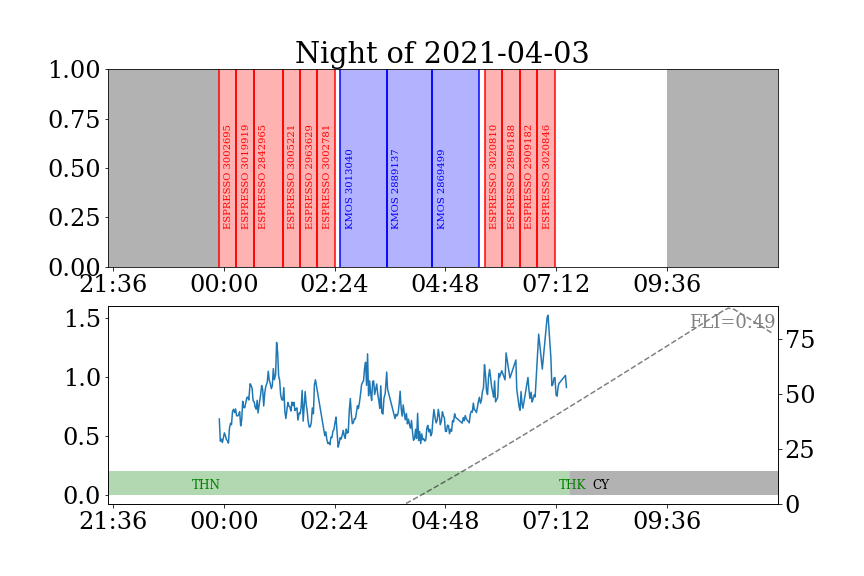 Night of 2021-04-03
1.00
0.75
0.50
0.25
0.00
ESPRESSO 3002695
ESPRESSO 3019919
ESPRESSO 2842965
ESPRESSO 3005221
ESPRESSO 2963629
ESPRESSO 3002781
KMOS 3013040
KMOS 2889137
KMOS 2869499
ESPRESSO 3020810
ESPRESSO 2896188
ESPRESSO 2909182
ESPRESSO 3020846
21:36 00:00 02:24 04:48 07:12 09:36
1.5
1.0
0.5
0.0
FLI=0.49
75
50
25
0
THN THK CY
21:36 00:00 02:24 04:48 07:12 09:36